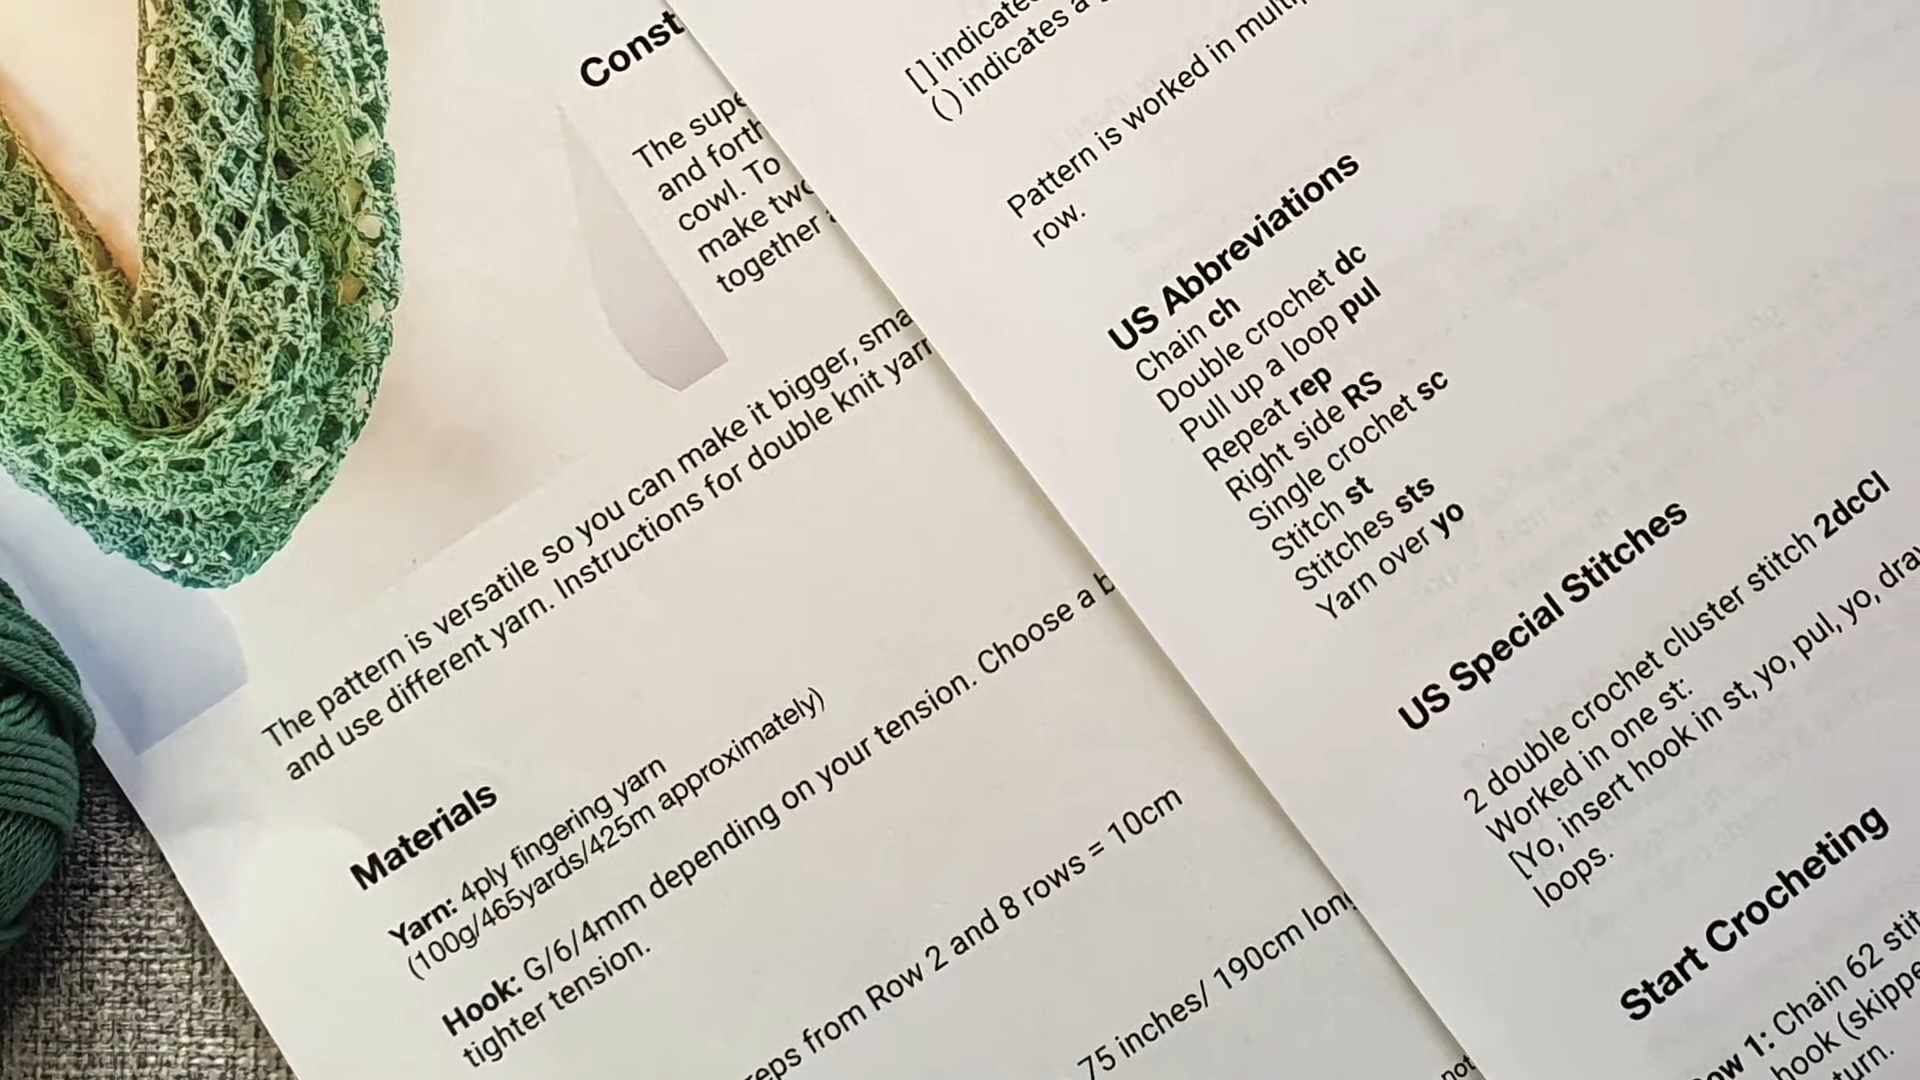 Const
The supe
and forth
cowl. To
make two
together
The pattern is versatile so you can make it bigger, sma
and use different yarn. Instructions for double knit yarn
Materials
Yarn: 4ply fingering yarn
(100g/465yards/425m approximately)
Hook: G/6/4mm depending on your tension. Choose a b
tighter tension.
reps from Row 2 and 8 rows = 10cm
75 inches/ 190cm long
not
[ ] indicates
( ) indicates a
Pattern is worked in multip
row.
US Abbreviations
Chain ch
Double crochet dc
Pull up a loop pul
Repeat rep
Right side RS
Single crochet sc
Stitch st
Stitches sts
Yarn over yo
US Special Stitches
2 double crochet cluster stitch 2dcCl
Worked in one st:
[Yo, insert hook in st, yo, pul, yo, dra
loops.
Start Crocheting
Row 1: Chain 62 stit
hook (skippe
turn.